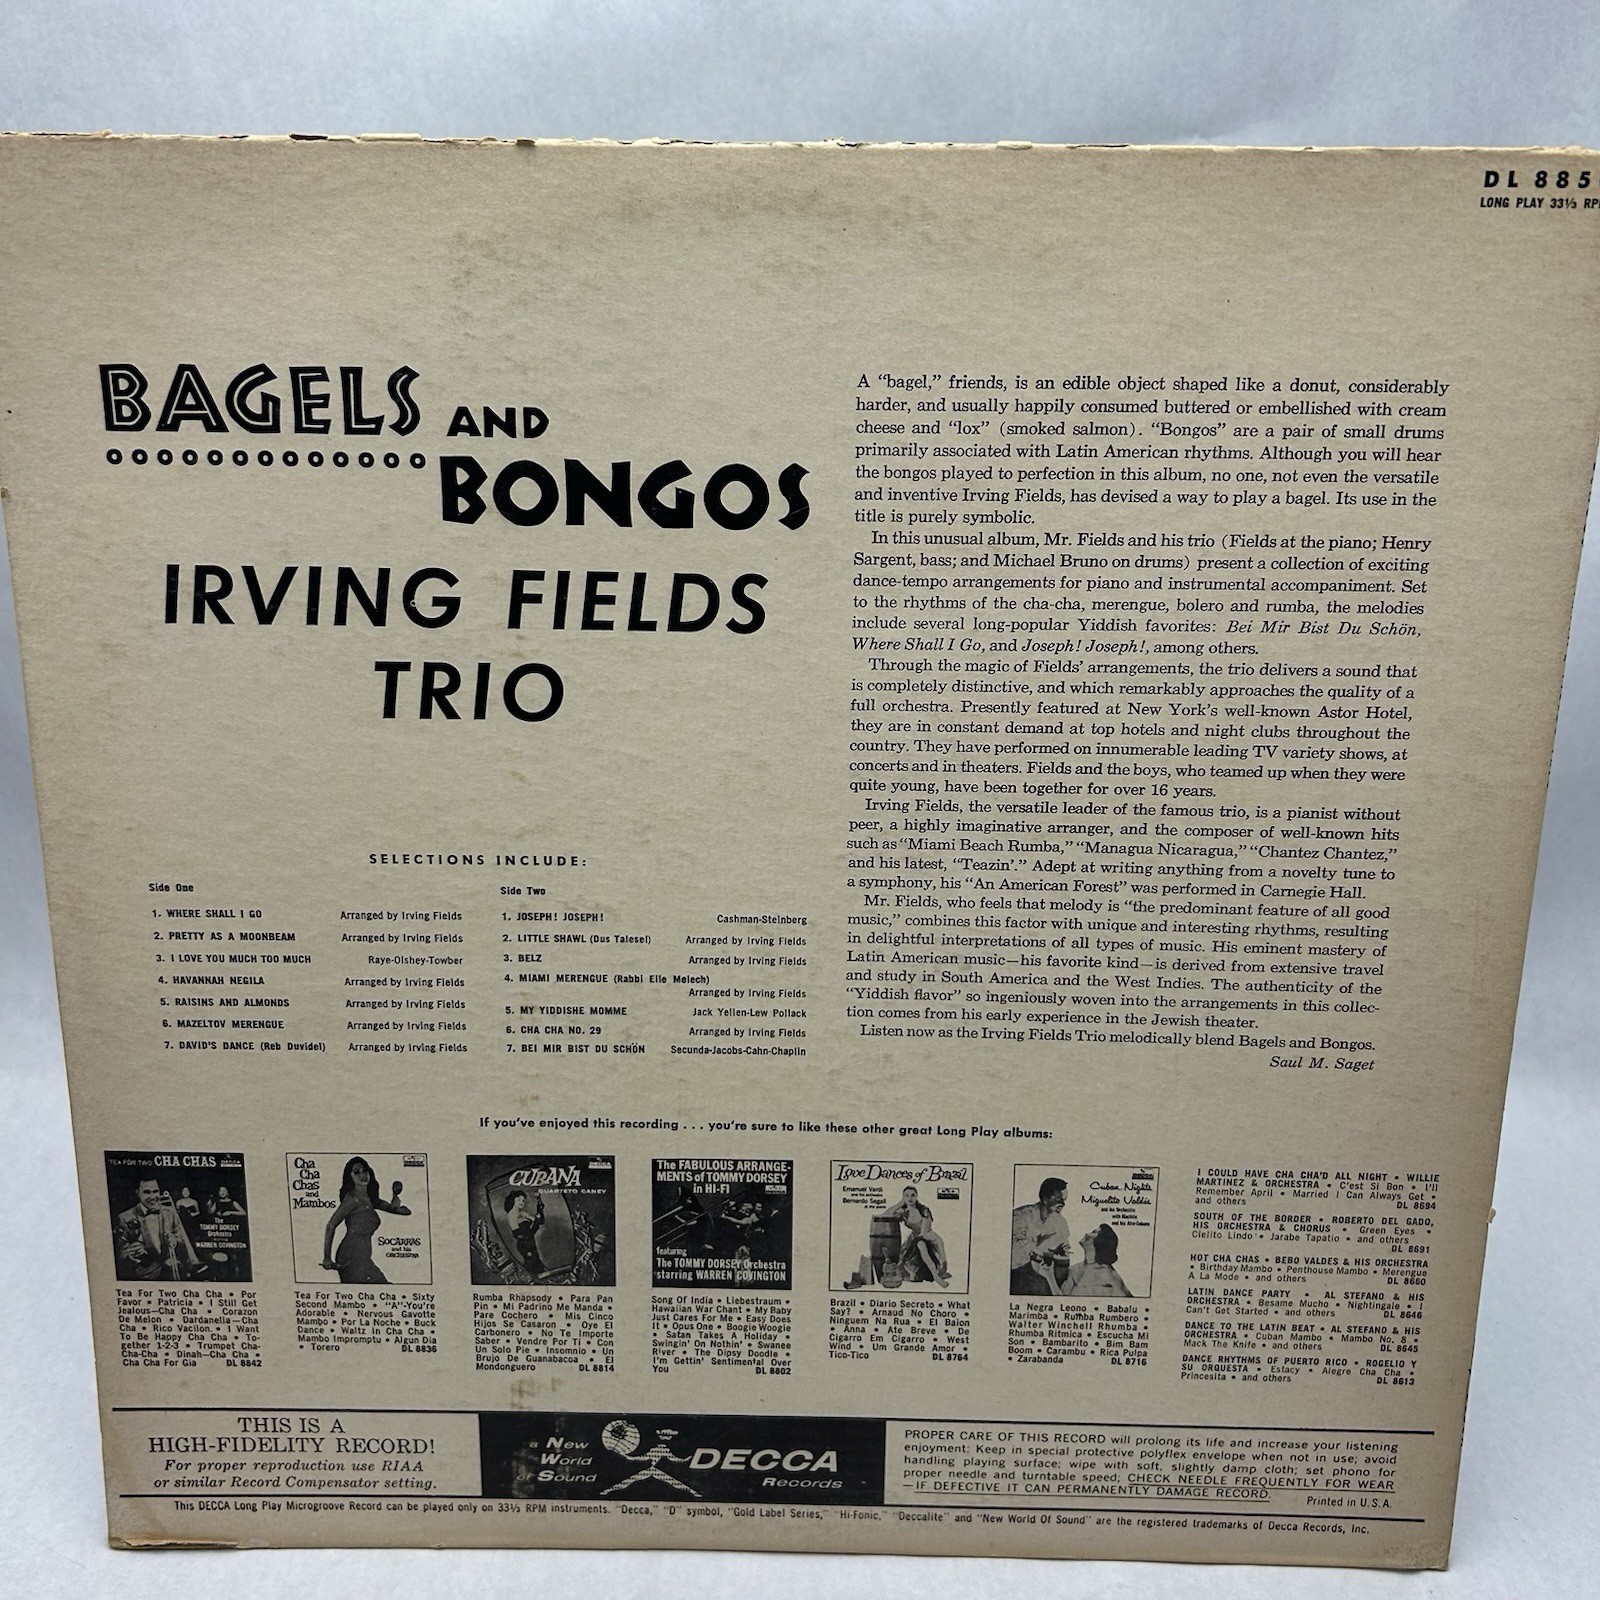 DL 885
LONG PLAY 33⅓ RP
BAGELS AND
BONGOS
IRVING FIELDS
TRIO
A “bagel,” friends, is an edible object shaped like a donut, considerably
harder, and usually happily consumed buttered or embellished with cream
cheese and “lox” (smoked salmon). “Bongos” are a pair of small drums
primarily associated with Latin American rhythms. Although you will hear
the bongos played to perfection in this album, no one, not even the versatile
and inventive Irving Fields, has devised a way to play a bagel. Its use in the
title is purely symbolic.
In this unusual album, Mr. Fields and his trio (Fields at the piano; Henry
Sargent, bass; and Michael Bruno on drums) present a collection of exciting
dance-tempo arrangements for piano and instrumental accompaniment. Set
to the rhythms of the cha-cha, merengue, bolero and rumba, the melodies
include several long-popular Yiddish favorites: Bei Mir Bist Du Schön,
Where Shall I Go, and Joseph! Joseph!, among others.
Through the magic of Fields’ arrangements, the trio delivers a sound that
is completely distinctive, and which remarkably approaches the quality of a
full orchestra. Presently featured at New York’s well-known Astor Hotel,
they are in constant demand at top hotels and night clubs throughout the
country. They have performed on innumerable leading TV variety shows, at
concerts and in theaters. Fields and the boys, who teamed up when they were
quite young, have been together for over 16 years.
Irving Fields, the versatile leader of the famous trio, is a pianist without
peer, a highly imaginative arranger, and the composer of well-known hits
such as “Miami Beach Rumba,” “Managua Nicaragua,” “Chantez Chantez,”
and his latest, “Teazin’.” Adept at writing anything from a novelty tune to
a symphony, his “An American Forest” was performed in Carnegie Hall.
Mr. Fields, who feels that melody is “the predominant feature of all good
music,” combines this factor with unique and interesting rhythms, resulting
in delightful interpretations of all types of music. His eminent mastery of
Latin American music—his favorite kind—is derived from extensive travel
and study in South America and the West Indies. The authenticity of the
“Yiddish flavor” so ingeniously woven into the arrangements in this collec-
tion comes from his early experience in the Jewish theater.
Listen now as the Irving Fields Trio melodically blend Bagels and Bongos.
Saul M. Saget
SELECTIONS INCLUDE:
Side One
1. WHERE SHALL I GO Arranged by Irving Fields
2. PRETTY AS A MOONBEAM Arranged by Irving Fields
3. I LOVE YOU MUCH TOO MUCH Raye-Olshey-Towber
4. HAVANNAH NEGILA Arranged by Irving Fields
5. RAISINS AND ALMONDS Arranged by Irving Fields
6. MAZELTOV MERENGUE Arranged by Irving Fields
7. DAVID'S DANCE (Reb Duvidel) Arranged by Irving Fields
Side Two
1. JOSEPH! JOSEPH! Cashman-Steinberg
2. LITTLE SHAWL (Dus Talesel) Arranged by Irving Fields
3. BELZ Arranged by Irving Fields
4. MIAMI MERENGUE (Rabbi Elie Melech)
Arranged by Irving Fields
5. MY YIDDISHE MOMME Jack Yellen-Lew Pollack
6. CHA CHA NO. 29 Arranged by Irving Fields
7. BEI MIR BIST DU SCHÖN Secunda-Jacobs-Cahn-Chaplin
If you've enjoyed this recording . . . you're sure to like these other great Long Play albums:
TEA FOR TWO CHA CHAS DECCA
The
TOMMY DORSEY
Orchestra
starring
WARREN COVINGTON
Tea For Two Cha Cha • Por
Favor • Patricia • I Still Get
Jealous—Cha Cha • Corazon
De Melon • Dardanella—Cha
Cha • Rico Vacilon • I Want
To Be Happy Cha Cha • To-
gether 1-2-3 • Trumpet Cha-
Cha-Cha • Dinah—Cha Cha •
Cha Cha For Gia DL 8842
Cha
Cha
Chas
and
Mambos
SOCARRAS
and his
ORCHESTRA
Tea For Two Cha Cha • Sixty
Second Mambo • "A"-You're
Adorable • Nervous Gavotte
Mambo • Por La Noche • Buck
Dance • Waltz In Cha Cha •
Mambo Impromptu • Algun Dia
• Torero DL 8836
CUBANA
QUARTETO CANEY
Rumba Rhapsody • Para Pan
Pin • Mi Padrino Me Manda •
Pare Cochero • Mis Cinco
Hijos Se Casaron • Oye El
Carbonero • No Te Importe
Saber • Vendre Por Ti • Con
Un Solo Pie • Insomnio • Un
Brujo De Guanabacoa • El
Mondonguero DL 8814
The FABULOUS ARRANGE-
MENTS of TOMMY DORSEY
in HI-FI
featuring
The TOMMY DORSEY Orchestra
starring WARREN COVINGTON
Song Of India • Liebestraum •
Hawaiian War Chant • My Baby
Just Cares For Me • Easy Does
It • Opus One • Boogie Woogie
• Satan Takes A Holiday •
Swingin' On Nothin' • Swanee
River • The Dipsy Doodle •
I'm Gettin' Sentimental Over
You DL 8802
Love Dances of Brazil
Emanuel Vardi
and his orchestra
Bernardo Segall
at the piano
Brazil • Diario Secreto • What
Say? • Arnaud No Choro •
Ninguem Na Rua • El Baion
• Anna • Ate Breve • De
Cigarro Em Cigarro • West
Wind • Um Grande Amor •
Tico-Tico DL 8764
Cuban Nights
Miguelito Valdés
and his Orchestra
with Machito
and his Afro-Cubans
La Negra Leono • Babalu •
Marimba • Rumba Rumbero •
Walter Winchell Rhumba •
Rhumba Ritmica • Escucha Mi
Son • Bambarito • Bim Bam
Boom • Carambu • Rica Pulpa
• Zarabanda DL 8716
I COULD HAVE CHA CHA'D ALL NIGHT • WILLIE
MARTINEZ & ORCHESTRA • C'est Si Bon • I'll
Remember April • Married I Can Always Get •
and others DL 8694
SOUTH OF THE BORDER • ROBERTO DEL GADO,
HIS ORCHESTRA & CHORUS • Green Eyes •
Cielito Lindo • Jarabe Tapatio • and others
DL 8691
HOT CHA CHAS • BEBO VALDES & HIS ORCHESTRA
• Birthday Mambo • Penthouse Mambo • Merengue
A La Mode • and others DL 8660
LATIN DANCE PARTY • AL STEFANO & HIS
ORCHESTRA • Besame Mucho • Nightingale • I
Can't Get Started • and others DL 8646
DANCE TO THE LATIN BEAT • AL STEFANO & HIS
ORCHESTRA • Cuban Mambo • Mambo No. 8 •
Mack The Knife • and others DL 8645
DANCE RHYTHMS OF PUERTO RICO • ROGELIO Y
SU ORQUESTA • Estacy • Alegre Cha Cha •
Princesita • and others DL 8613
THIS IS A
HIGH-FIDELITY RECORD!
For proper reproduction use RIAA
or similar Record Compensator setting.
a New
World
of Sound
DECCA
Records
PROPER CARE OF THIS RECORD will prolong its life and increase your listening
enjoyment: Keep in special protective polyflex envelope when not in use; avoid
handling playing surface; wipe with soft, slightly damp cloth; set phono for
proper needle and turntable speed; CHECK NEEDLE FREQUENTLY FOR WEAR
—IF DEFECTIVE IT CAN PERMANENTLY DAMAGE RECORD.
Printed in U.S.A.
This DECCA Long Play Microgroove Record can be played only on 33⅓ RPM instruments. "Decca," "D" symbol, "Gold Label Series," "Hi-Fonic," "Deccalite" and "New World Of Sound" are the registered trademarks of Decca Records, Inc.